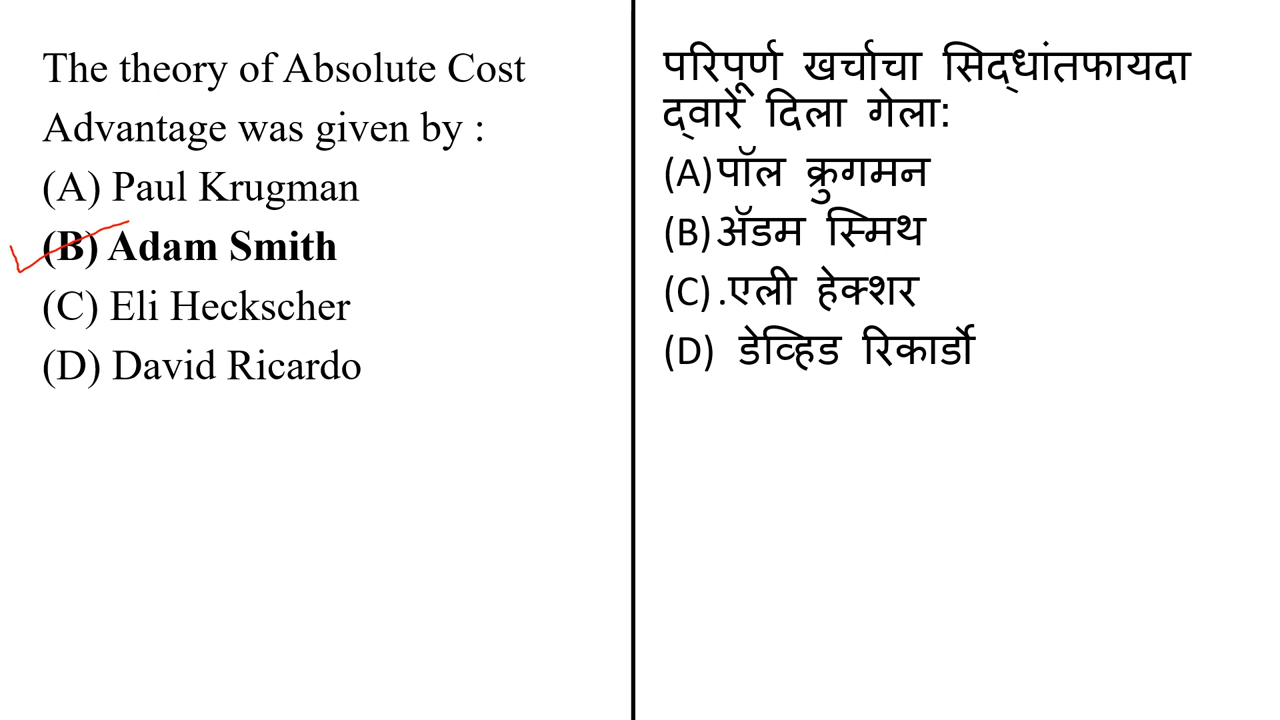 The theory of Absolute Cost
Advantage was given by :
(A) Paul Krugman
(B) Adam Smith
(C) Eli Heckscher
(D) David Ricardo
परिपूर्ण खर्चाचा सिद्धांतफायदा
द्वारे दिला गेला:
(A) पॉल क्रुगमन
(B) ॲडम स्मिथ
(C) .एली हेक्शर
(D) डेव्हिड रिकार्डो